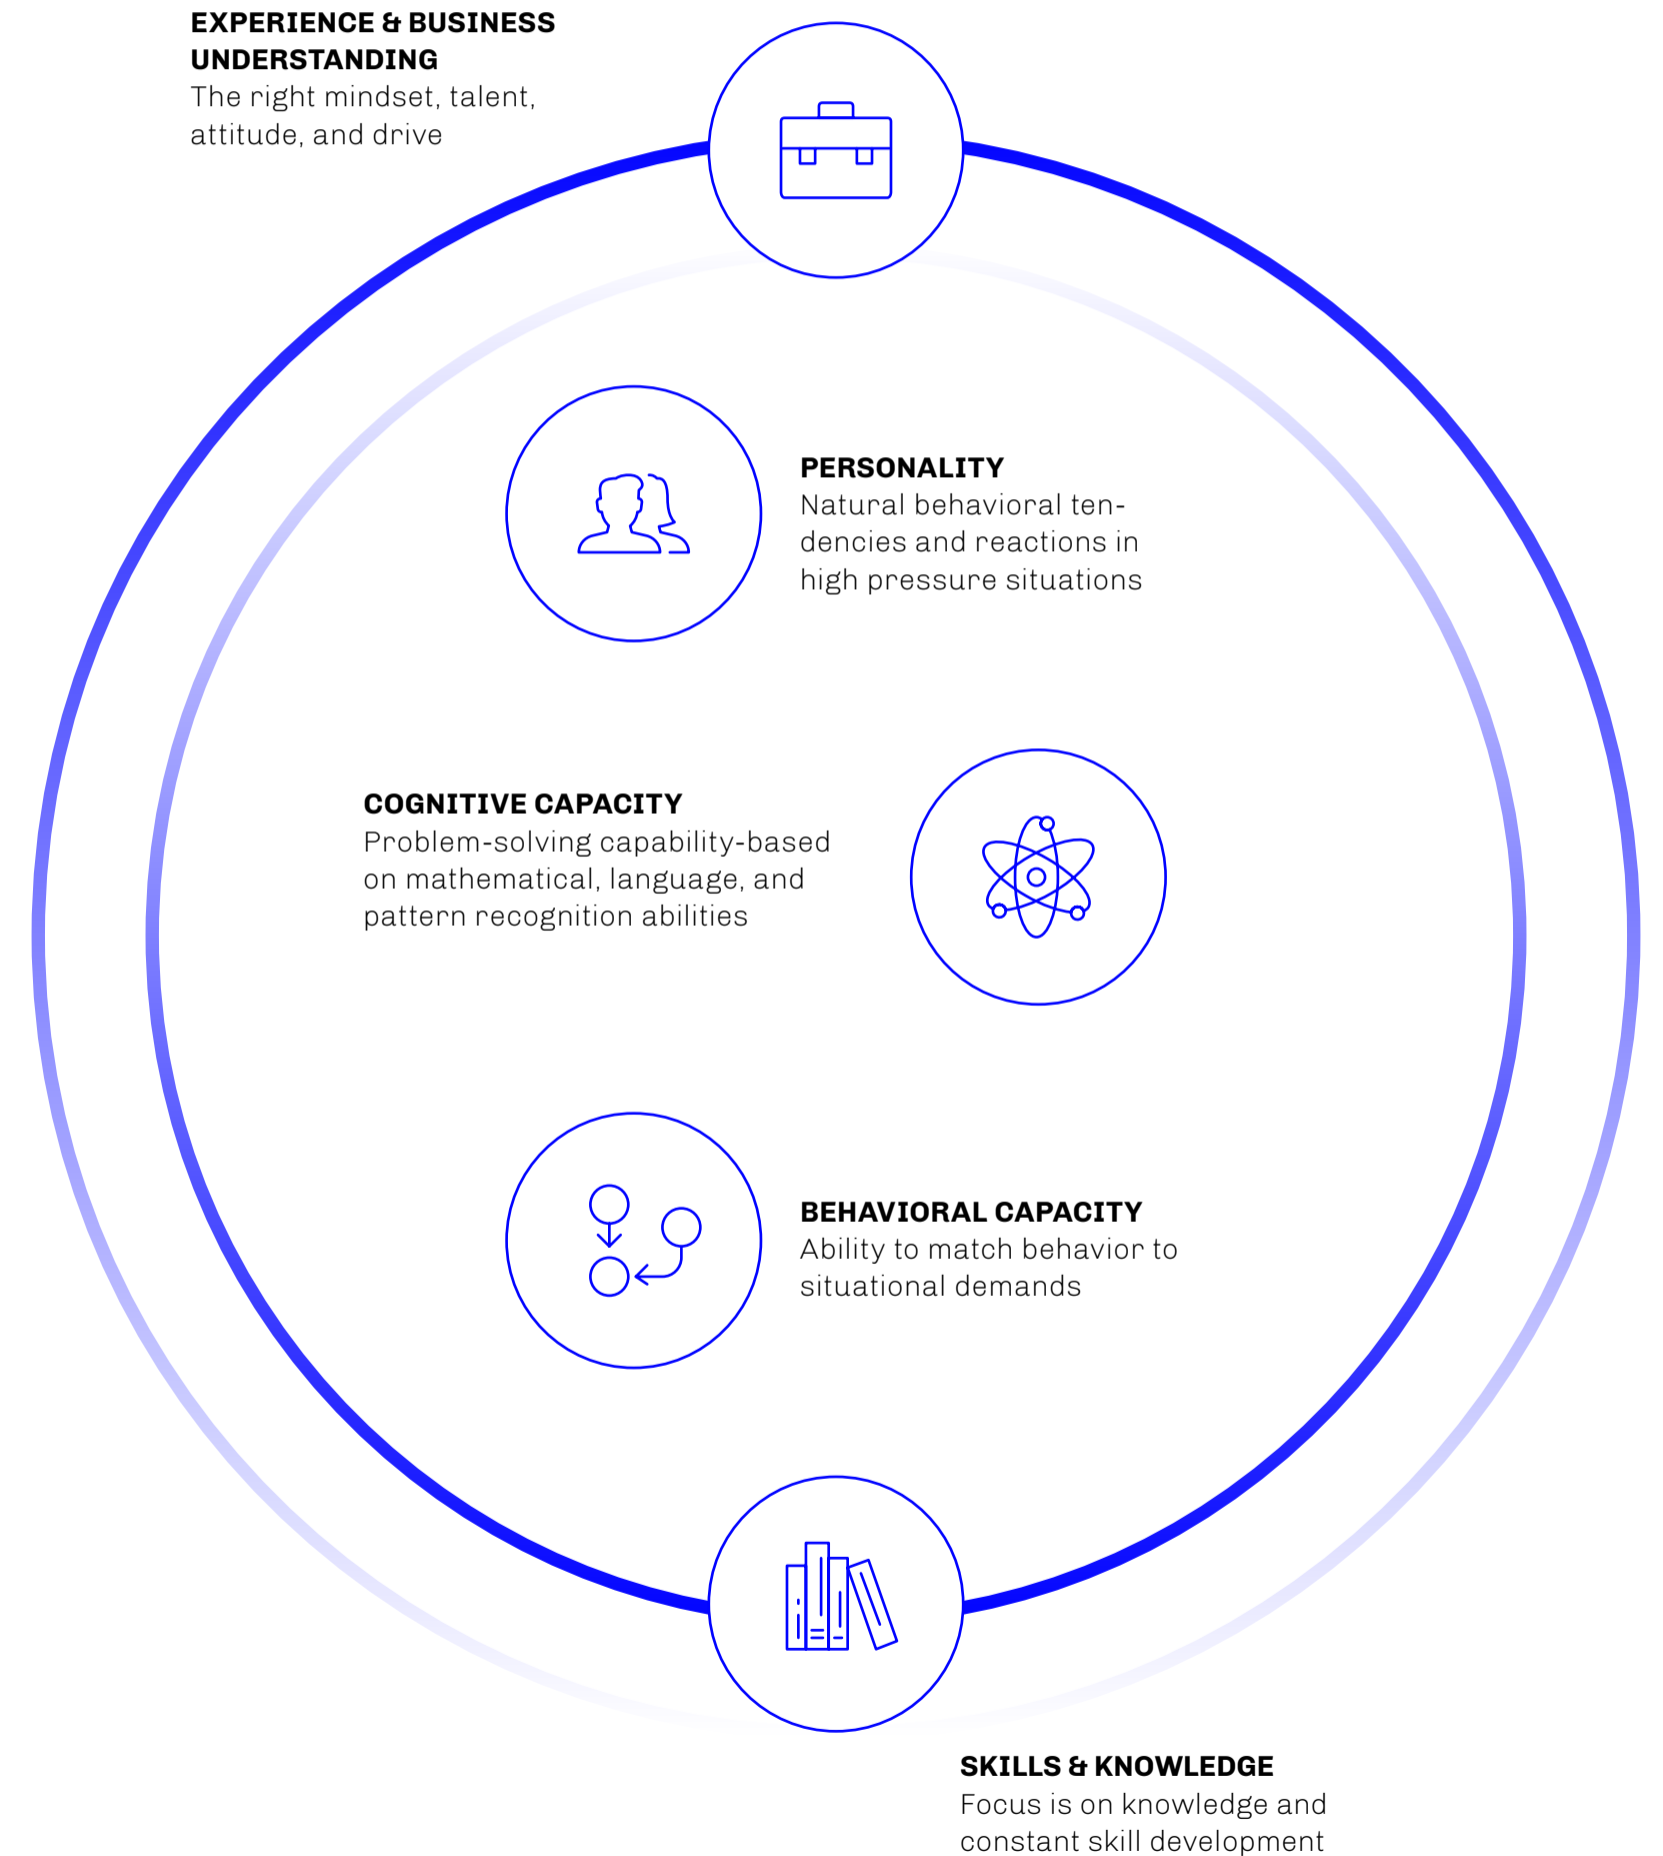 EXPERIENCE & BUSINESS
UNDERSTANDING
The right mindset, talent,
attitude, and drive
PERSONALITY
Natural behavioral ten-
dencies and reactions in
high pressure situations
COGNITIVE CAPACITY
Problem-solving capability-based
on mathematical, language, and
pattern recognition abilities
BEHAVIORAL CAPACITY
Ability to match behavior to
situational demands
SKILLS & KNOWLEDGE
Focus is on knowledge and
constant skill development